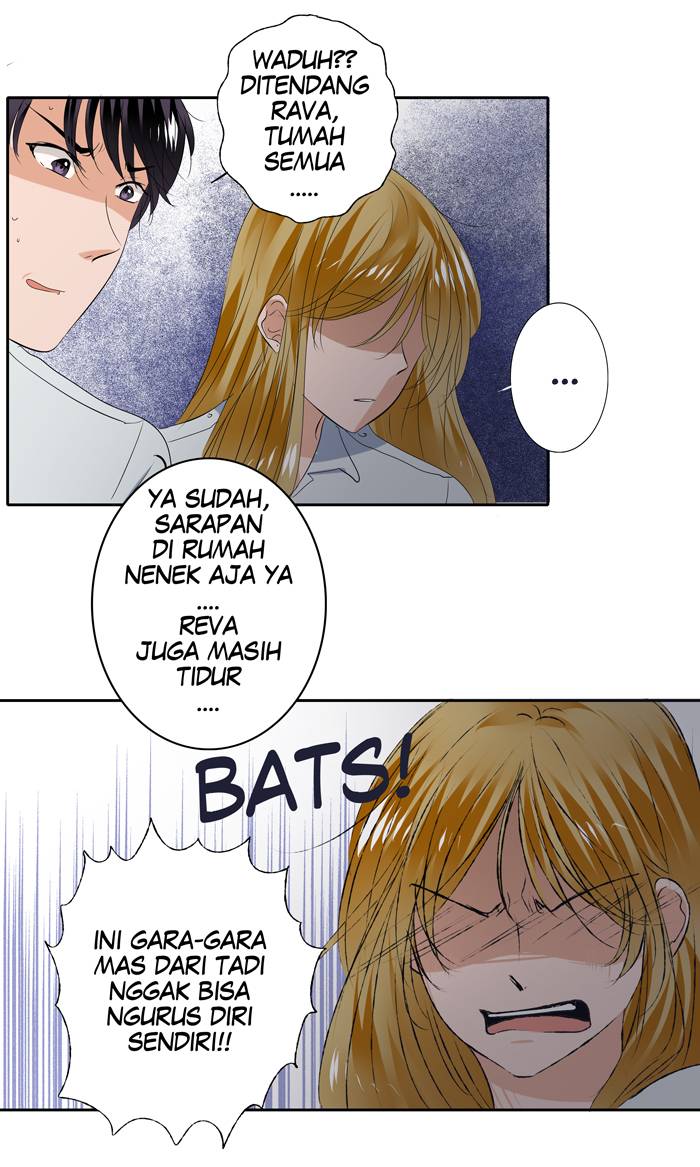 WADUH??
DITENDANG
RAVA,
TUMAH
SEMUA
.....
...
YA SUDAH,
SARAPAN
DI RUMAH
NENEK AJA YA
....
REVA
JUGA MASIH
TIDUR
....
BATS!
INI GARA-GARA
MAS DARI TADI
NGGAK BISA
NGURUS DIRI
SENDIRI!!